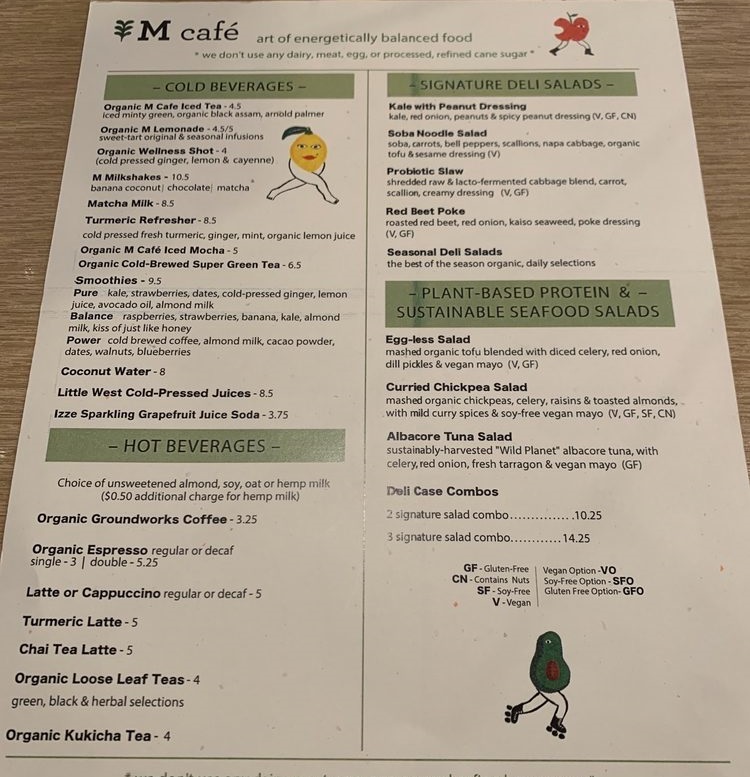 M café
art of energetically balanced food
* we don't use any dairy, meat, egg, or processed, refined cane sugar *
– COLD BEVERAGES –
Organic M Cafe Iced Tea - 4.5
iced minty green, organic black assam, arnold palmer
Organic M Lemonade - 4.5/5
sweet-tart original & seasonal infusions
Organic Wellness Shot - 4
(cold pressed ginger, lemon & cayenne)
M Milkshakes - 10.5
banana coconut| chocolate| matcha
Matcha Milk - 8.5
Turmeric Refresher - 8.5
cold pressed fresh turmeric, ginger, mint, organic lemon juice
Organic M Café Iced Mocha - 5
Organic Cold-Brewed Super Green Tea - 6.5
Smoothies - 9.5
Pure kale, strawberries, dates, cold-pressed ginger, lemon
juice, avocado oil, almond milk
Balance raspberries, strawberries, banana, kale, almond
milk, kiss of just like honey
Power cold brewed coffee, almond milk, cacao powder,
dates, walnuts, blueberries
Coconut Water - 8
Little West Cold-Pressed Juices - 8.5
Izze Sparkling Grapefruit Juice Soda - 3.75
– HOT BEVERAGES –
Choice of unsweetened almond, soy, oat or hemp milk
($0.50 additional charge for hemp milk)
Organic Groundworks Coffee - 3.25
Organic Espresso regular or decaf
single - 3 | double - 5.25
Latte or Cappuccino regular or decaf - 5
Turmeric Latte - 5
Chai Tea Latte - 5
Organic Loose Leaf Teas - 4
green, black & herbal selections
Organic Kukicha Tea - 4
– SIGNATURE DELI SALADS –
Kale with Peanut Dressing
kale, red onion, peanuts & spicy peanut dressing (V, GF, CN)
Soba Noodle Salad
soba, carrots, bell peppers, scallions, napa cabbage, organic
tofu & sesame dressing (V)
Probiotic Slaw
shredded raw & lacto-fermented cabbage blend, carrot,
scallion, creamy dressing (V, GF)
Red Beet Poke
roasted red beet, red onion, kaiso seaweed, poke dressing
(V, GF)
Seasonal Deli Salads
the best of the season organic, daily selections
– PLANT-BASED PROTEIN & –
SUSTAINABLE SEAFOOD SALADS
Egg-less Salad
mashed organic tofu blended with diced celery, red onion,
dill pickles & vegan mayo (V, GF)
Curried Chickpea Salad
mashed organic chickpeas, celery, raisins & toasted almonds,
with mild curry spices & soy-free vegan mayo (V, GF, SF, CN)
Albacore Tuna Salad
sustainably-harvested "Wild Planet" albacore tuna, with
celery, red onion, fresh tarragon & vegan mayo (GF)
Deli Case Combos
2 signature salad combo...............10.25
3 signature salad combo............14.25
GF - Gluten-Free
CN - Contains Nuts
SF - Soy-Free
V - Vegan
Vegan Option - VO
Soy-Free Option - SFO
Gluten Free Option- GFO